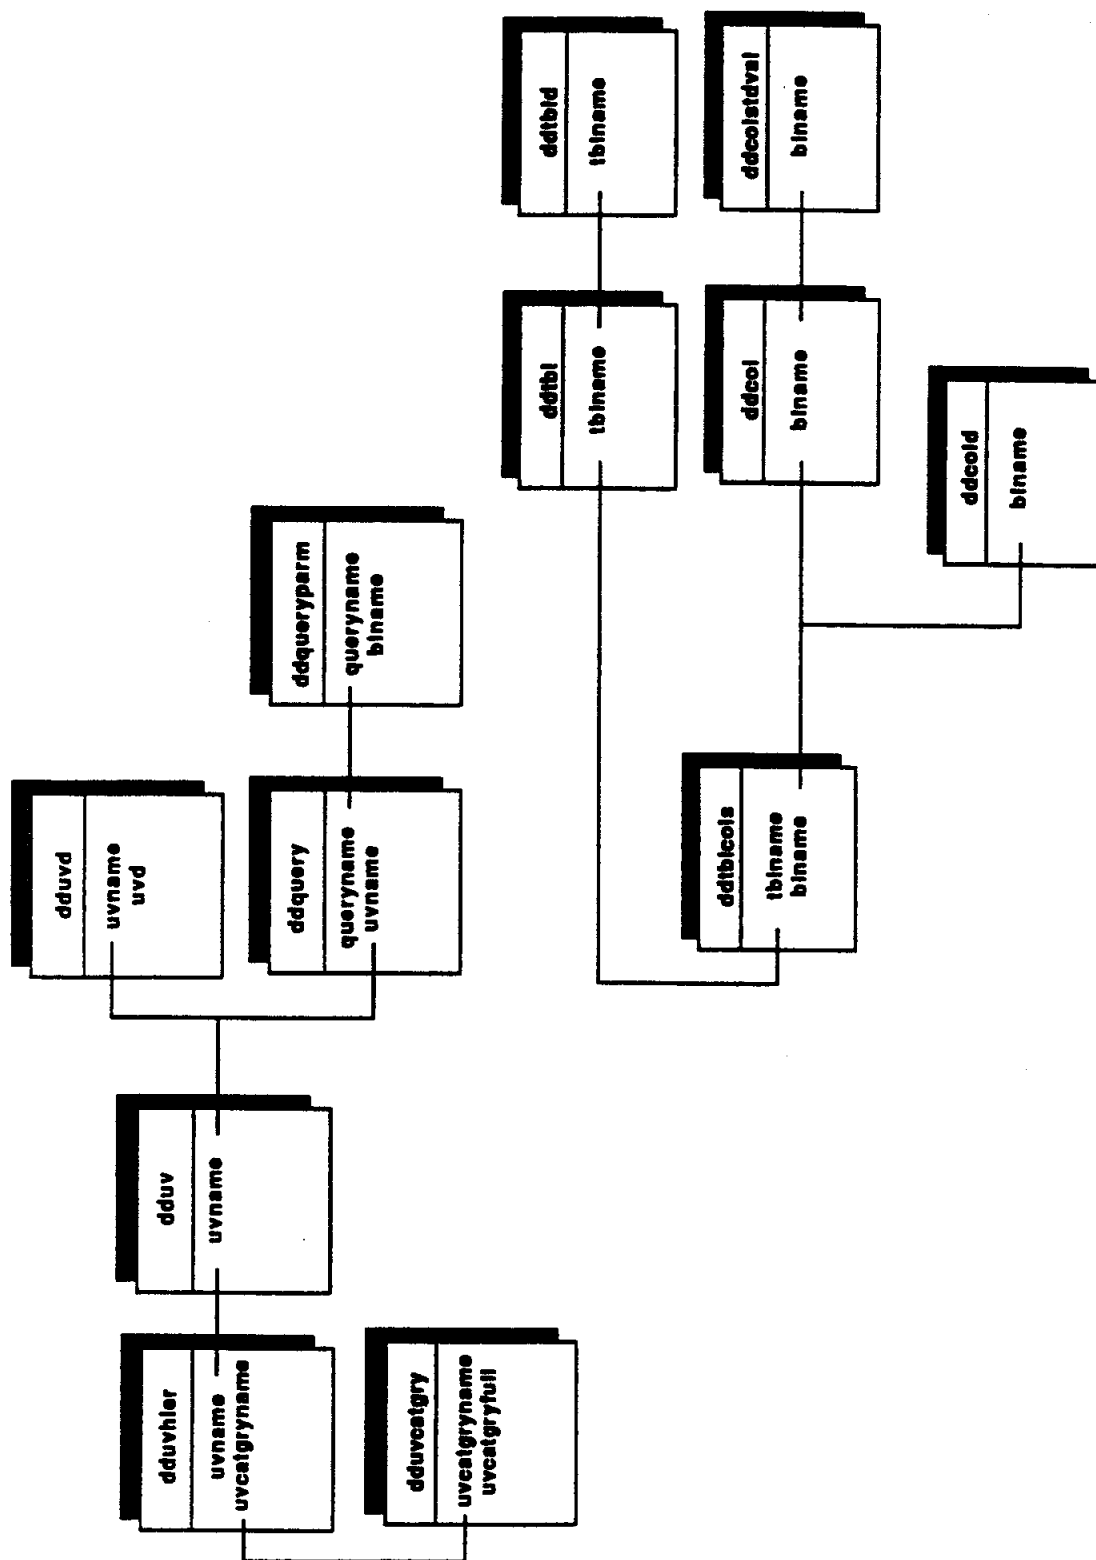 dduvd
uvname
uvd
dduvhier
uvname
uvcatgryname
dduv
uvname
ddquery
queryname
uvname
ddqueryparm
queryname
blname
dduvcatgry
uvcatgryname
uvcatgryfull
ddtbl
tblname
ddtbld
tblname
ddtblcols
tblname
blname
ddcol
blname
ddcolstdval
blname
ddcold
blname